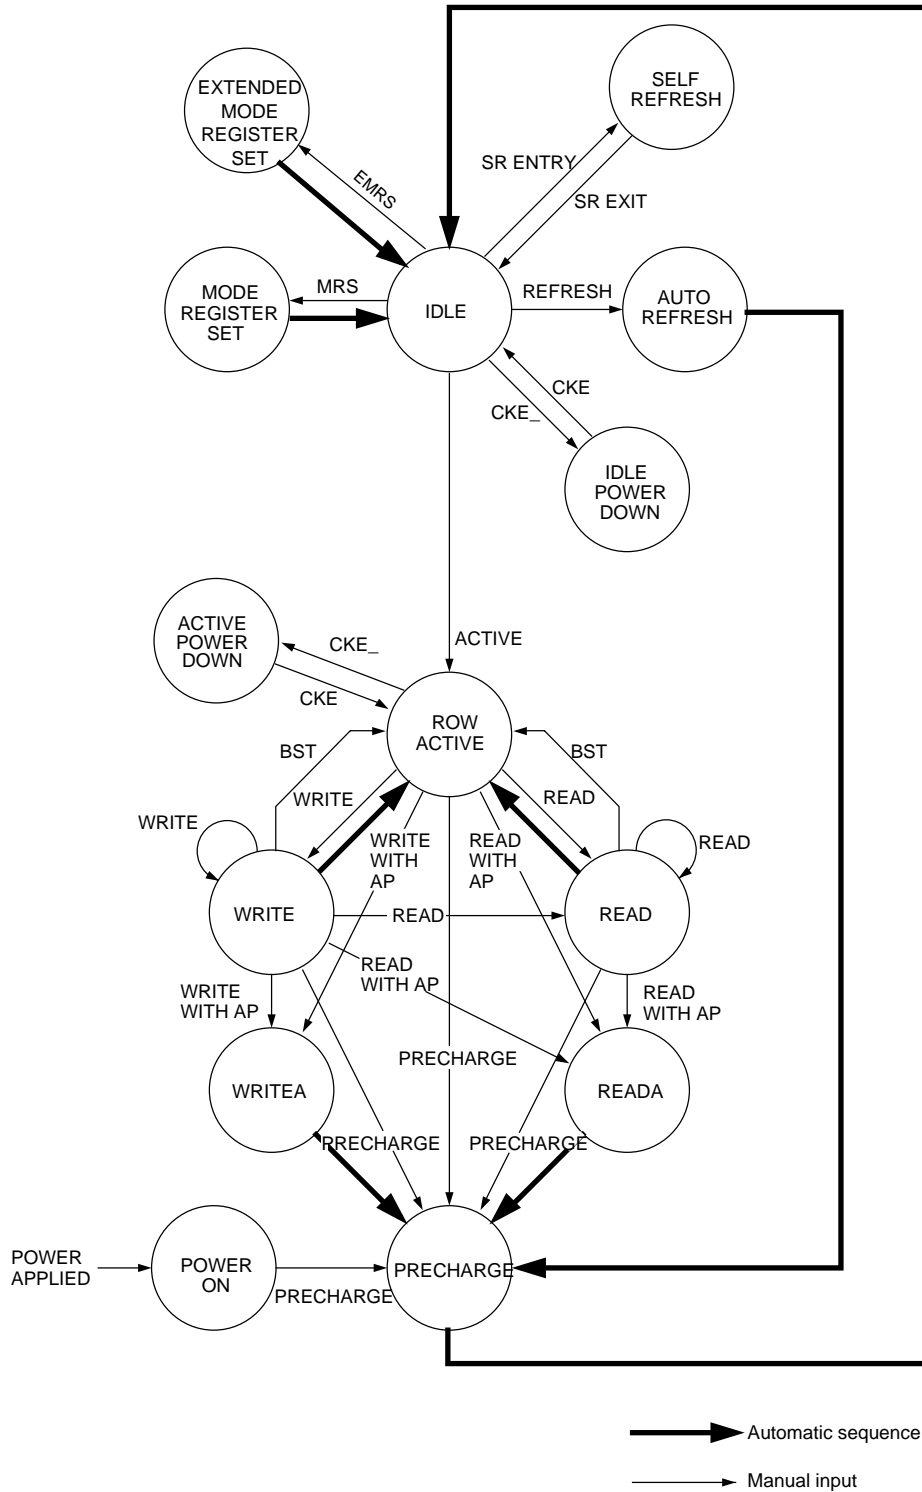 EXTENDED
MODE
REGISTER
SET
SELF
REFRESH
SR ENTRY
EMRS
SR EXIT
MODE
REGISTER
SET
MRS
IDLE
REFRESH
AUTO
REFRESH
CKE
CKE_
IDLE
POWER
DOWN
ACTIVE
POWER
DOWN
CKE_
CKE
ACTIVE
ROW
ACTIVE
BST
BST
WRITE
READ
WRITE
WRITE
WITH
AP
READ
WITH
AP
READ
WRITE
READ
READ
READ
WITH AP
WRITE
WITH AP
READ
WITH AP
PRECHARGE
WRITEA
READA
PRECHARGE
PRECHARGE
POWER
APPLIED
POWER
ON
PRECHARGE
PRECHARGE
Automatic sequence
Manual input